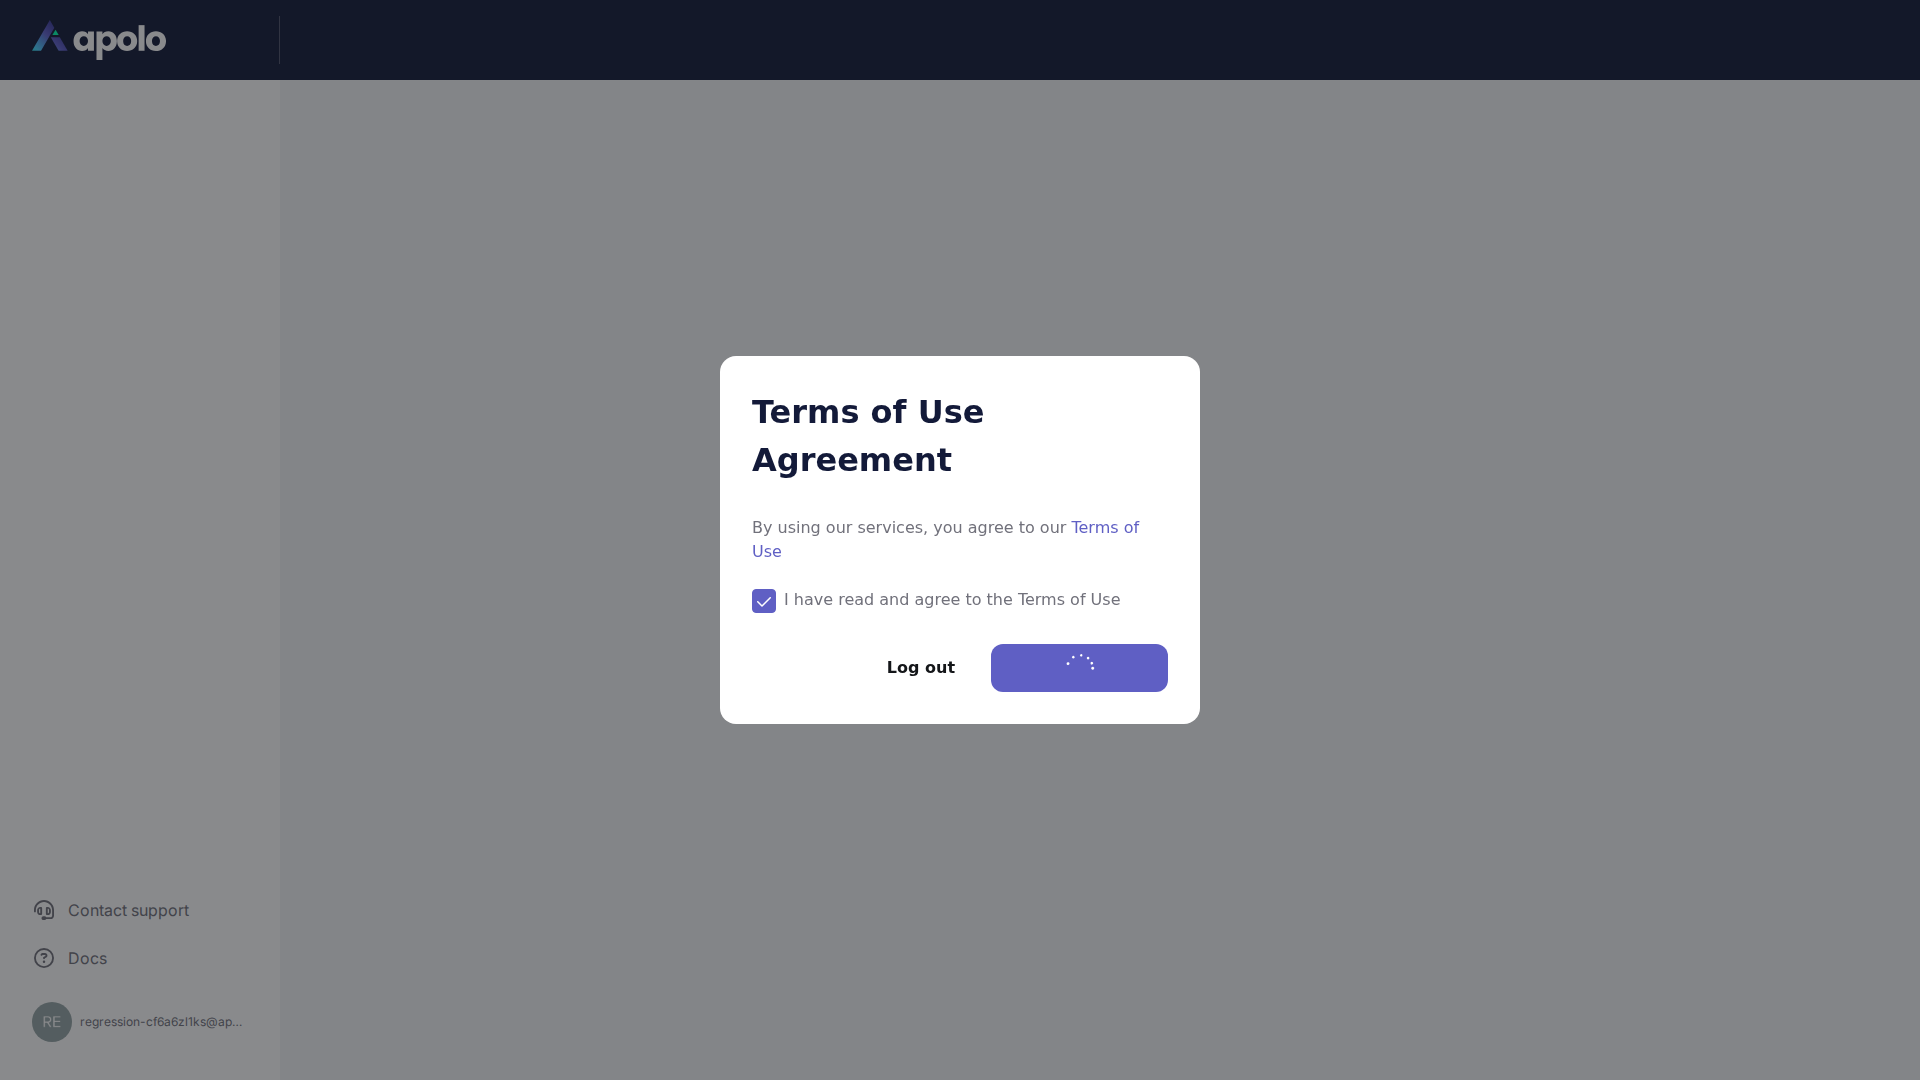 apolo
Terms of Use
Agreement
By using our services, you agree to our Terms of
Use
I have read and agree to the Terms of Use
Log out
Contact support
Docs
RE
regression-cf6a6zl1ks@ap...